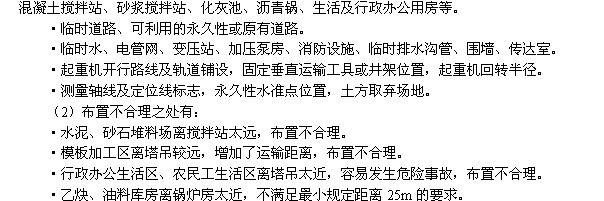 混凝土搅拌站、砂浆搅拌站、化灰池、沥青锅、生活及行政办公用房等。
·临时道路、可利用的永久性或原有道路。
·临时水、电管网、变压站、加压泵房、消防设施、临时排水沟管、围墙、传达室。
·起重机开行路线及轨道铺设，固定垂直运输工具或井架位置，起重机回转半径。
·测量轴线及定位线标志，永久性水准点位置，土方取弃场地。
（2）布置不合理之处有：
·水泥、砂石堆料场离搅拌站太远，布置不合理。
·模板加工区离塔吊较远，增加了运输距离，布置不合理。
·行政办公生活区、农民工生活区离塔吊太近，容易发生危险事故，布置不合理。
·乙炔、油料库房离锅炉房太近，不满足最小规定距离 25m 的要求。